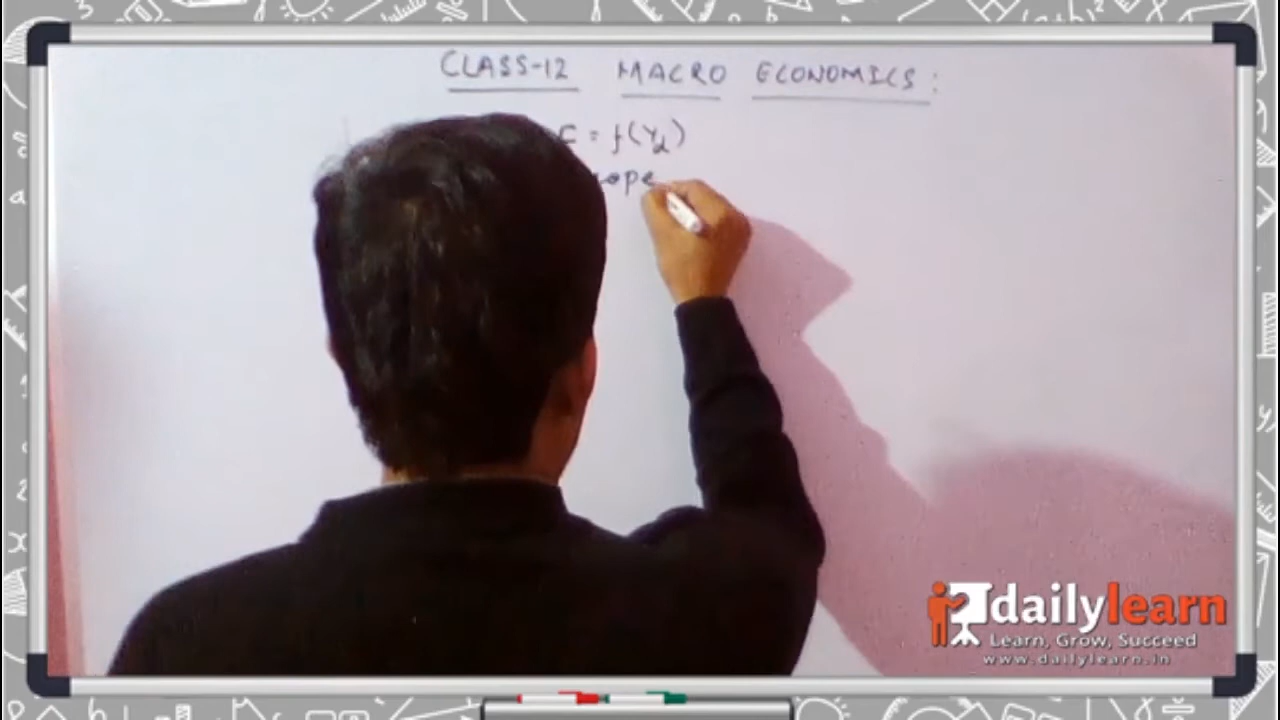 CLASS-12 MACRO ECONOMICS:
C = f(Yd)
dailylearn
Learn, Grow, Succeed
www.dailylearn.in